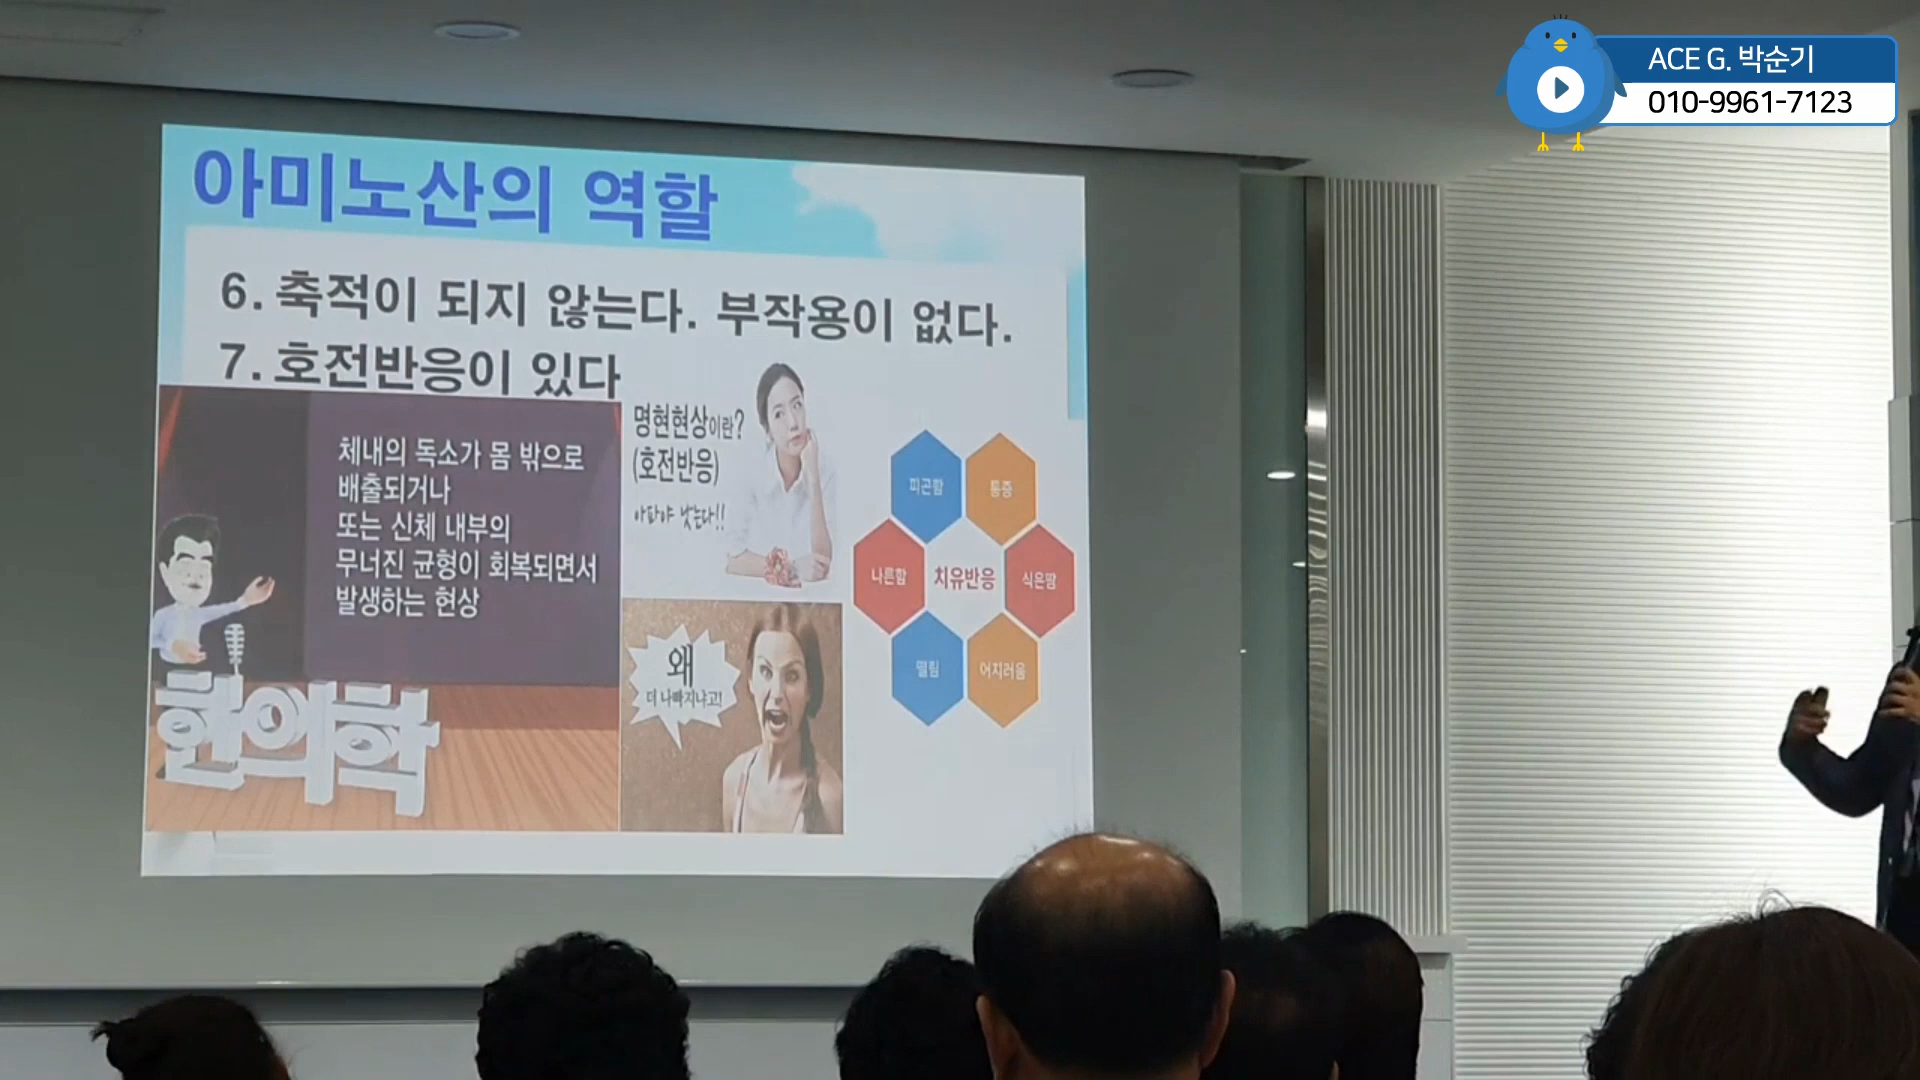 ACE G. 박순기
010-9961-7123
아미노산의 역할
6. 축적이 되지 않는다. 부작용이 없다.
7. 호전반응이 있다
체내의 독소가 몸 밖으로
배출되거나
또는 신체 내부의
무너진 균형이 회복되면서
발생하는 현상
한의학
명현현상이란?
(호전반응)
아파야 낫는다!!
왜
더 나빠지냐고!
피곤함
통증
나른함
치유반응
식은땀
떨림
어지러움